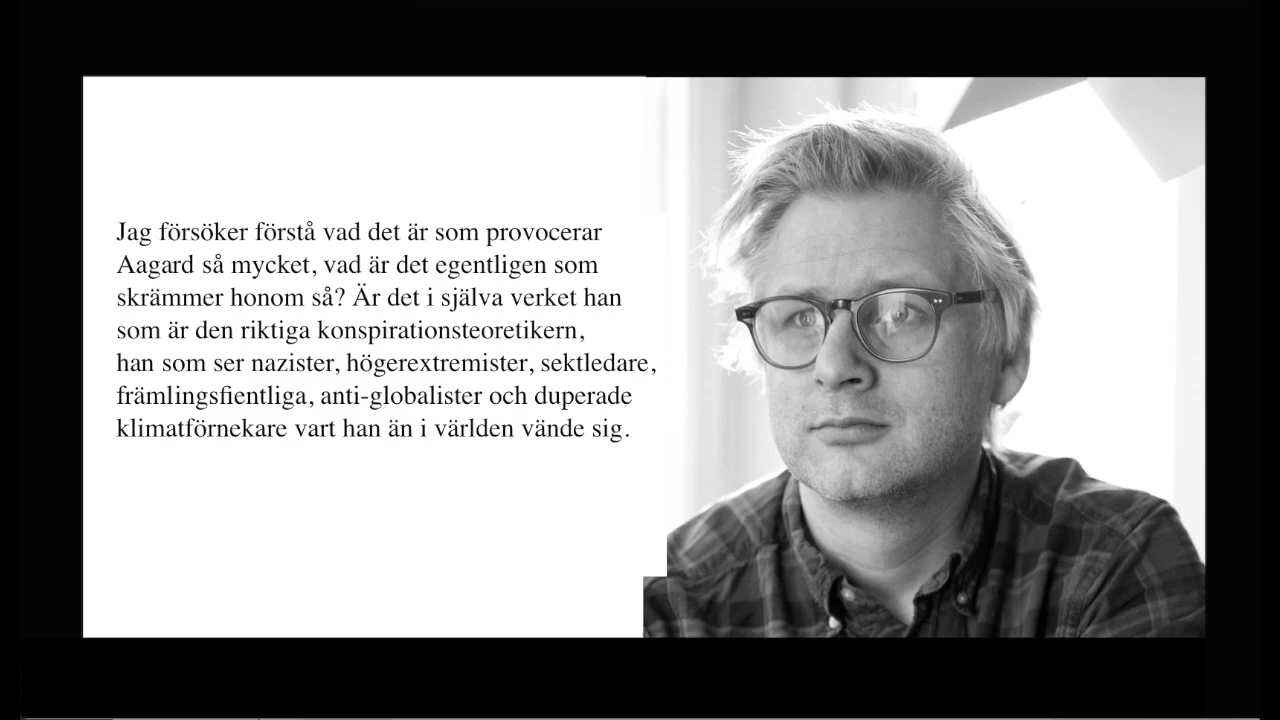 Jag försöker förstå vad det är som provocerar
Aagard så mycket, vad är det egentligen som
skrämmer honom så? Är det i själva verket han
som är den riktiga konspirationsteoretikern,
han som ser nazister, högerextremister, sektledare,
främlingsfientliga, anti-globalister och duperade
klimatförnekare vart han än i världen vände sig.